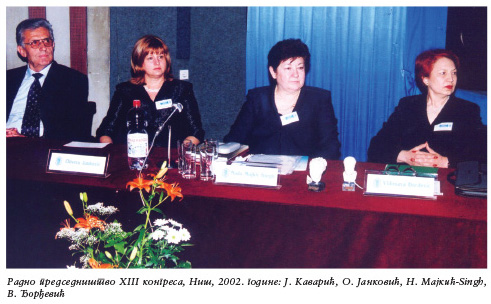 Радно председништво XIII конгреса, Ниш, 2002. године: Ј. Каварић, О. Јанковић, Н. Мајкић-Singh,
В. Ђорђевић